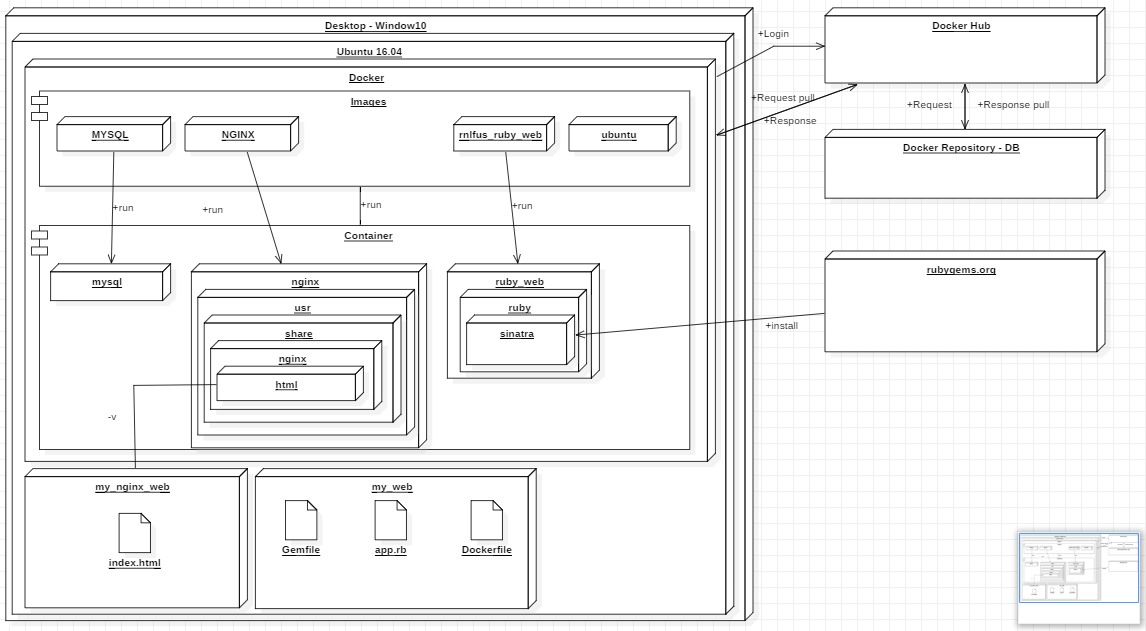 Desktop - Window10
Ubuntu 16.04
Docker
Images
MYSQL
NGINX
rnlfus_ruby_web
ubuntu
+run
+run
+run
+run
Container
mysql
nginx
usr
share
nginx
html
ruby_web
ruby
sinatra
-v
my_nginx_web
index.html
my_web
Gemfile
app.rb
Dockerfile
+Login
+Request pull
+Response
Docker Hub
+Request
+Response pull
Docker Repository - DB
rubygems.org
+install